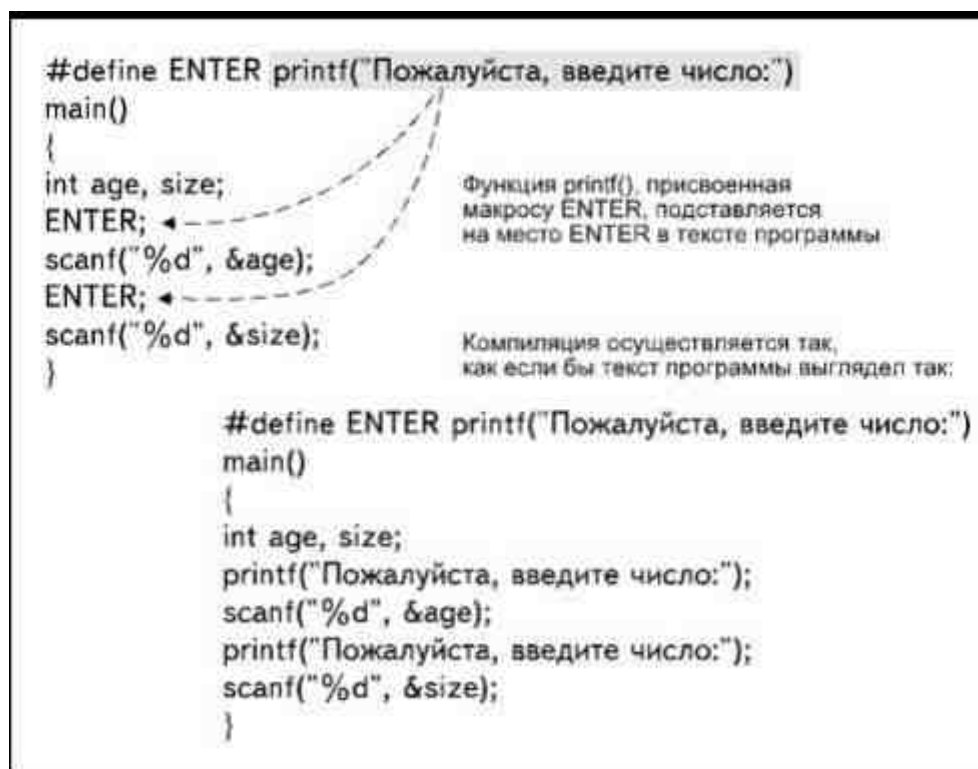 #define ENTER printf("Пожалуйста, введите число:")
main()
{
int age, size;
ENTER;
scanf("%d", &age);
ENTER;
scanf("%d", &size);
}
Функция printf(), присвоенная
макросу ENTER, подставляется
на место ENTER в тексте программы
Компиляция осуществляется так,
как если бы текст программы выглядел так:
#define ENTER printf("Пожалуйста, введите число:")
main()
{
int age, size;
printf("Пожалуйста, введите число:");
scanf("%d", &age);
printf("Пожалуйста, введите число:");
scanf("%d", &size);
}